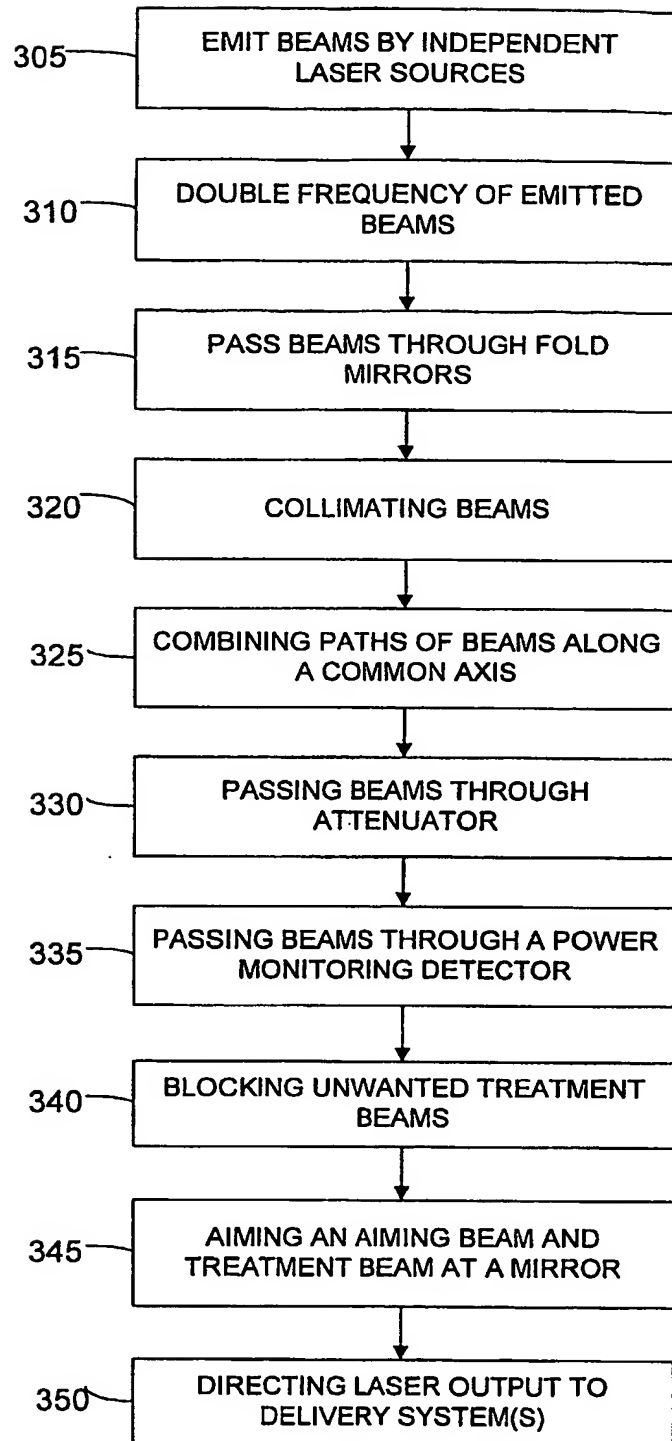 305
EMIT BEAMS BY INDEPENDENT
LASER SOURCES
310
DOUBLE FREQUENCY OF EMITTED
BEAMS
315
PASS BEAMS THROUGH FOLD
MIRRORS
320
COLLIMATING BEAMS
325
COMBINING PATHS OF BEAMS ALONG
A COMMON AXIS
330
PASSING BEAMS THROUGH
ATTENUATOR
335
PASSING BEAMS THROUGH A POWER
MONITORING DETECTOR
340
BLOCKING UNWANTED TREATMENT
BEAMS
345
AIMING AN AIMING BEAM AND
TREATMENT BEAM AT A MIRROR
350
DIRECTING LASER OUTPUT TO
DELIVERY SYSTEM(S)